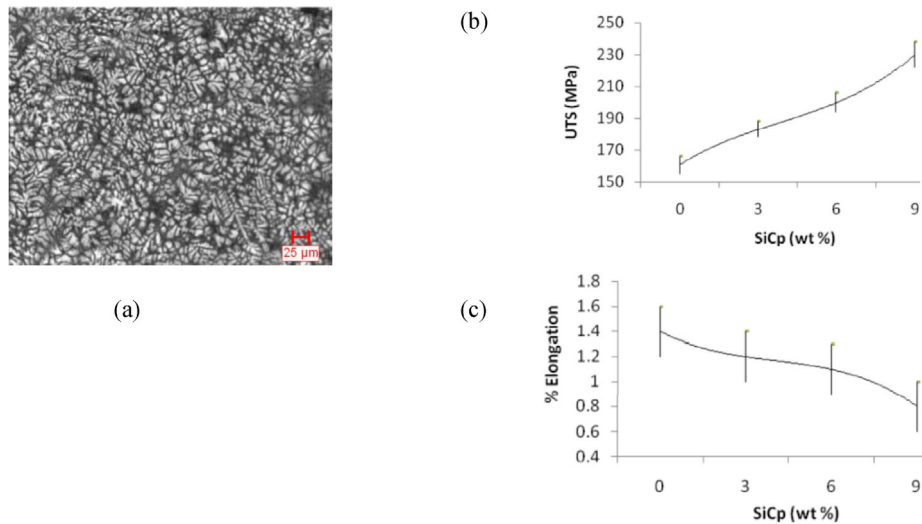 25 μm
(a)
(b)
UTS (MPa)
250
230
210
190
170
150
0 3 6 9
SiCp (wt %)
(c)
% Elongation
1.8
1.6
1.4
1.2
1
0.8
0.6
0.4
0 3 6 9
SiCp (wt %)